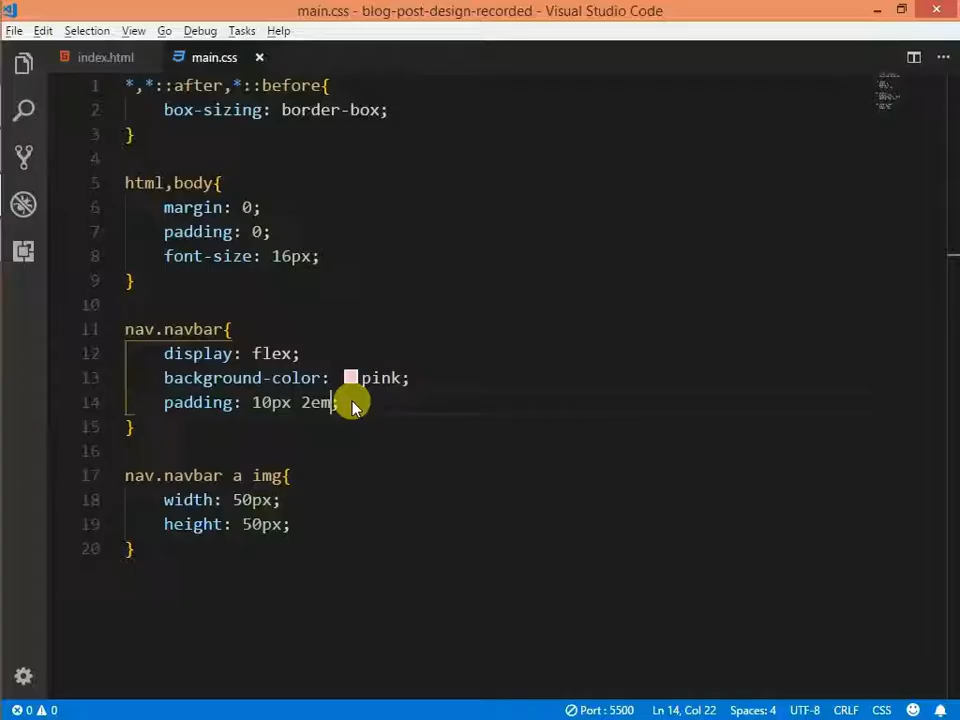 main.css - blog-post-design-recorded - Visual Studio Code
File Edit Selection View Go Debug Tasks Help
index.html main.css
1 *,*::after,*::before{
2 box-sizing: border-box;
3 }
4
5 html,body{
6 margin: 0;
7 padding: 0;
8 font-size: 16px;
9 }
10
11 nav.navbar{
12 display: flex;
13 background-color: pink;
14 padding: 10px 2em;
15 }
16
17 nav.navbar a img{
18 width: 50px;
19 height: 50px;
20 }
0 0 Port : 5500 Ln 14, Col 22 Spaces: 4 UTF-8 CRLF CSS